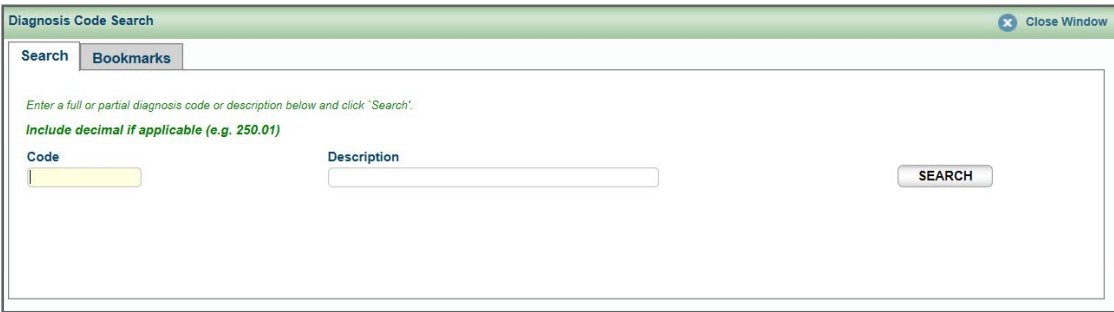 Diagnosis Code Search
Close Window
Search
Bookmarks
Enter a full or partial diagnosis code or description below and click `Search'.
Include decimal if applicable (e.g. 250.01)
Code
Description
SEARCH